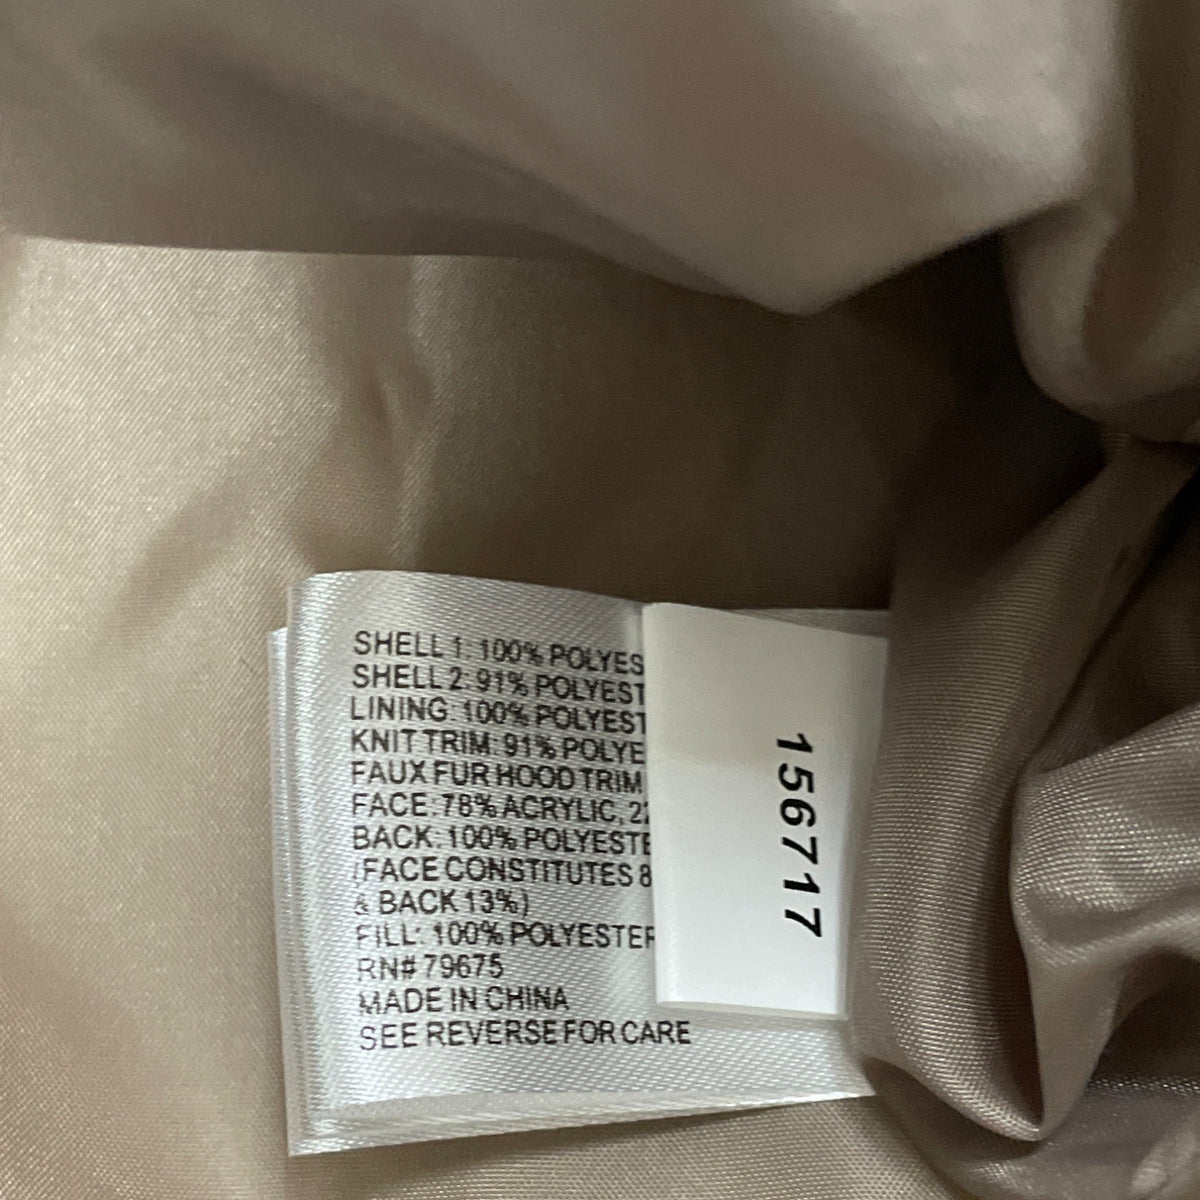 SHELL 1: 100% POLYES
SHELL 2: 91% POLYEST
LINING: 100% POLYEST
KNIT TRIM: 91% POLYE
FAUX FUR HOOD TRIM
FACE: 78% ACRYLIC, 22
BACK: 100% POLYESTE
(FACE CONSTITUTES 8
& BACK 13%)
FILL: 100% POLYESTER
RN# 79675
MADE IN CHINA
SEE REVERSE FOR CARE
156717